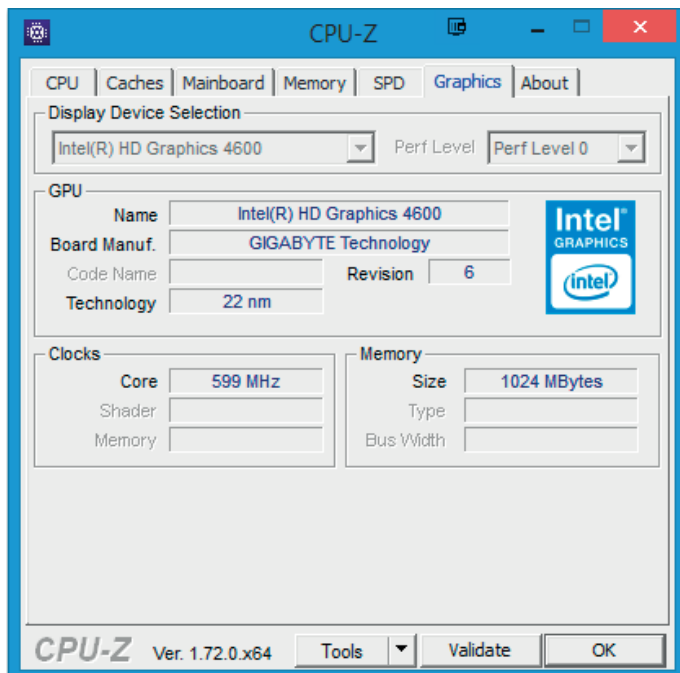 CPU-Z
CPU Caches Mainboard Memory SPD Graphics About
Display Device Selection
Intel(R) HD Graphics 4600 Perf Level Perf Level 0
GPU
Name Intel(R) HD Graphics 4600
Board Manuf. GIGABYTE Technology
Code Name Revision 6
Technology 22 nm
Intel®
GRAPHICS
intel
Clocks
Core 599 MHz
Shader
Memory
Memory
Size 1024 MBytes
Type
Bus Width
CPU-Z Ver. 1.72.0.x64 Tools Validate OK